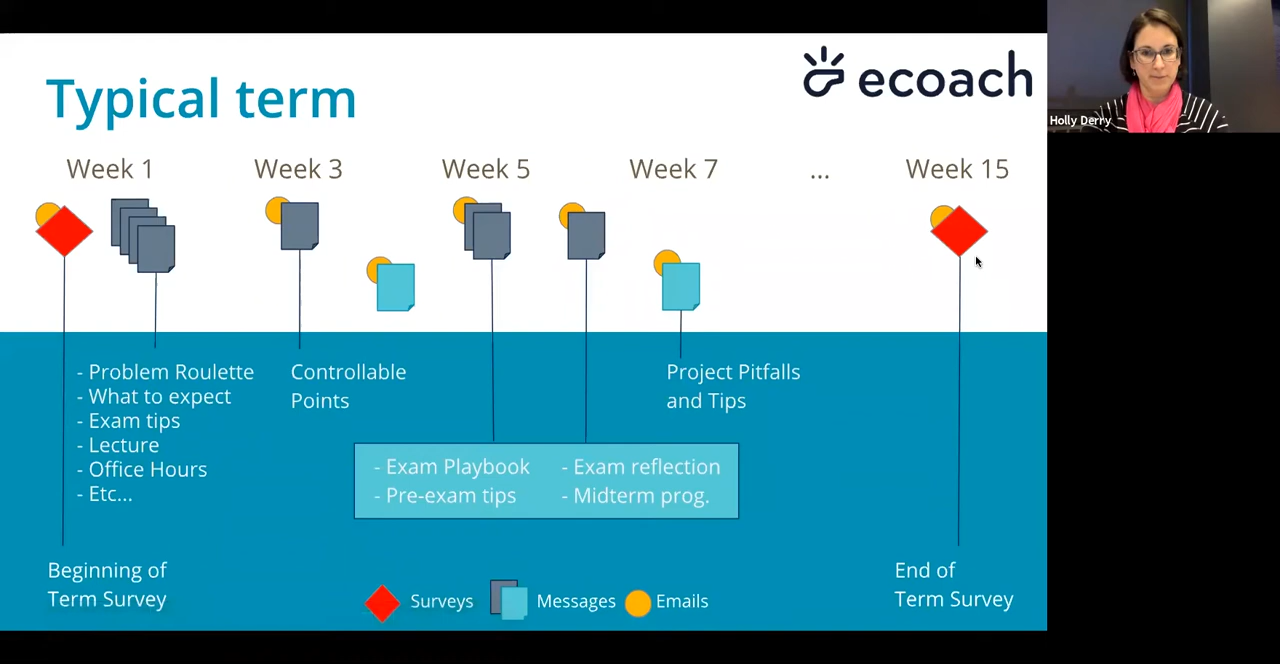 Typical term
ecoach
Holly Derry
Week 1
Week 3
Week 5
Week 7
...
Week 15
- Problem Roulette
- What to expect
- Exam tips
- Lecture
- Office Hours
- Etc...
Controllable
Points
- Exam Playbook
- Pre-exam tips
- Exam reflection
- Midterm prog.
Project Pitfalls
and Tips
Beginning of
Term Survey
End of
Term Survey
Surveys
Messages
Emails